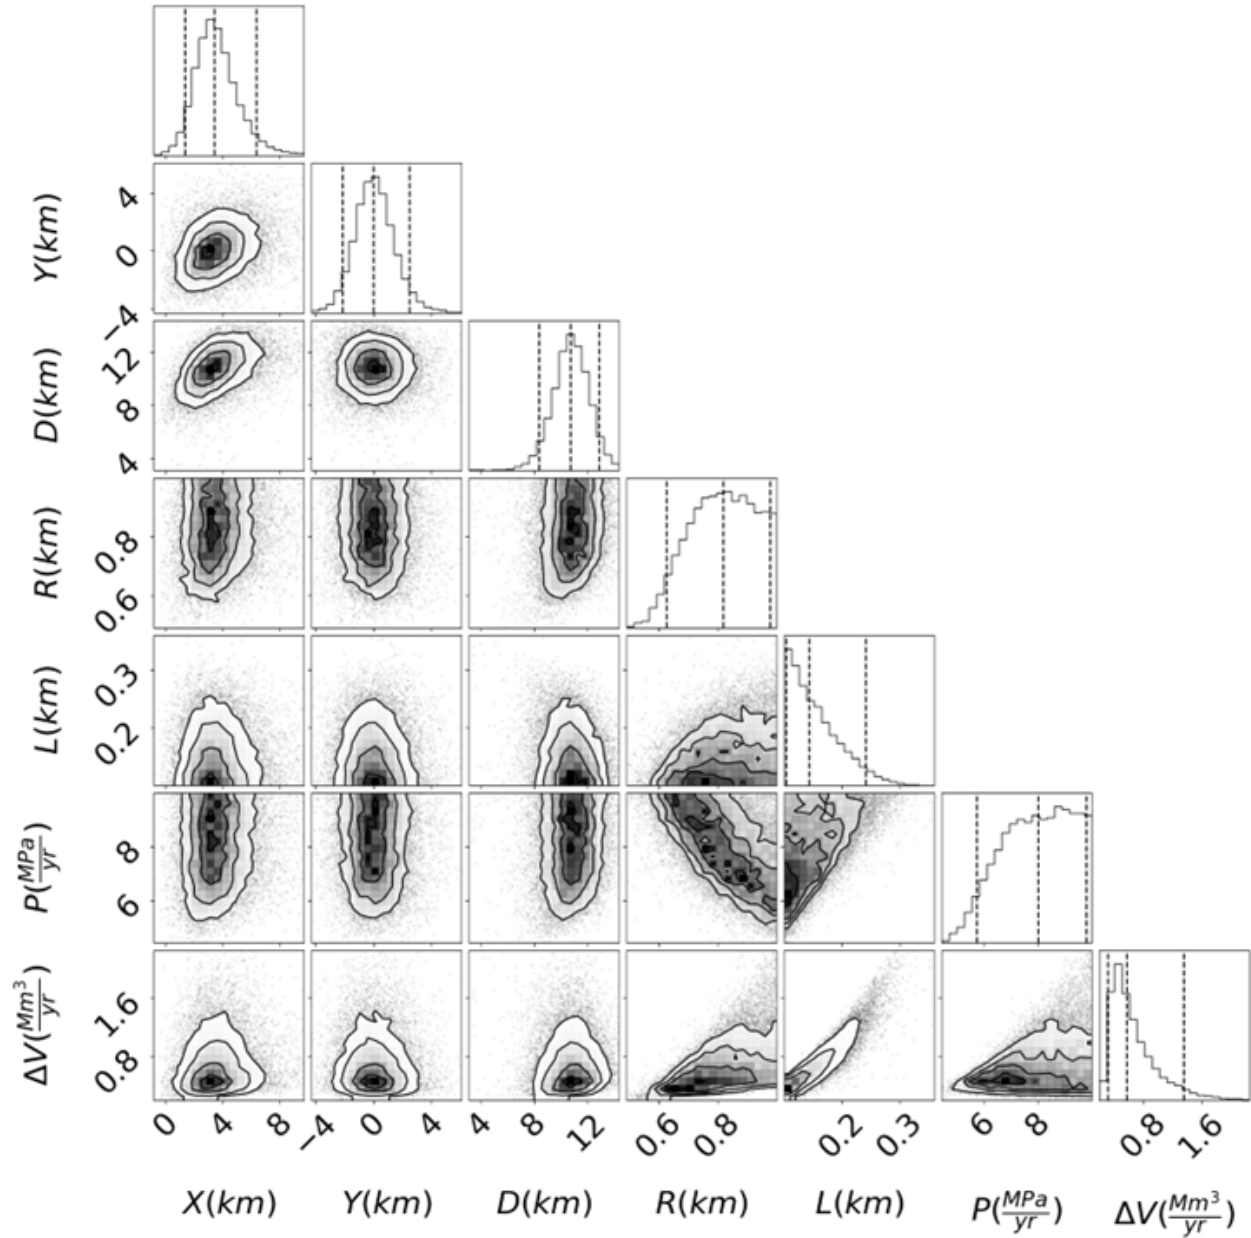 Y(km)
4
0
−4
D(km)
12
8
4
R(km)
0.8
0.6
L(km)
0.3
0.2
P(MPa/yr)
8
6
ΔV(Mm³/yr)
1.6
0.8
0 4 8 −4 0 4 4 8 12 0.6 0.8 0.2 0.3 6 8 0.8 1.6
X(km) Y(km) D(km) R(km) L(km) P(MPa/yr) ΔV(Mm³/yr)